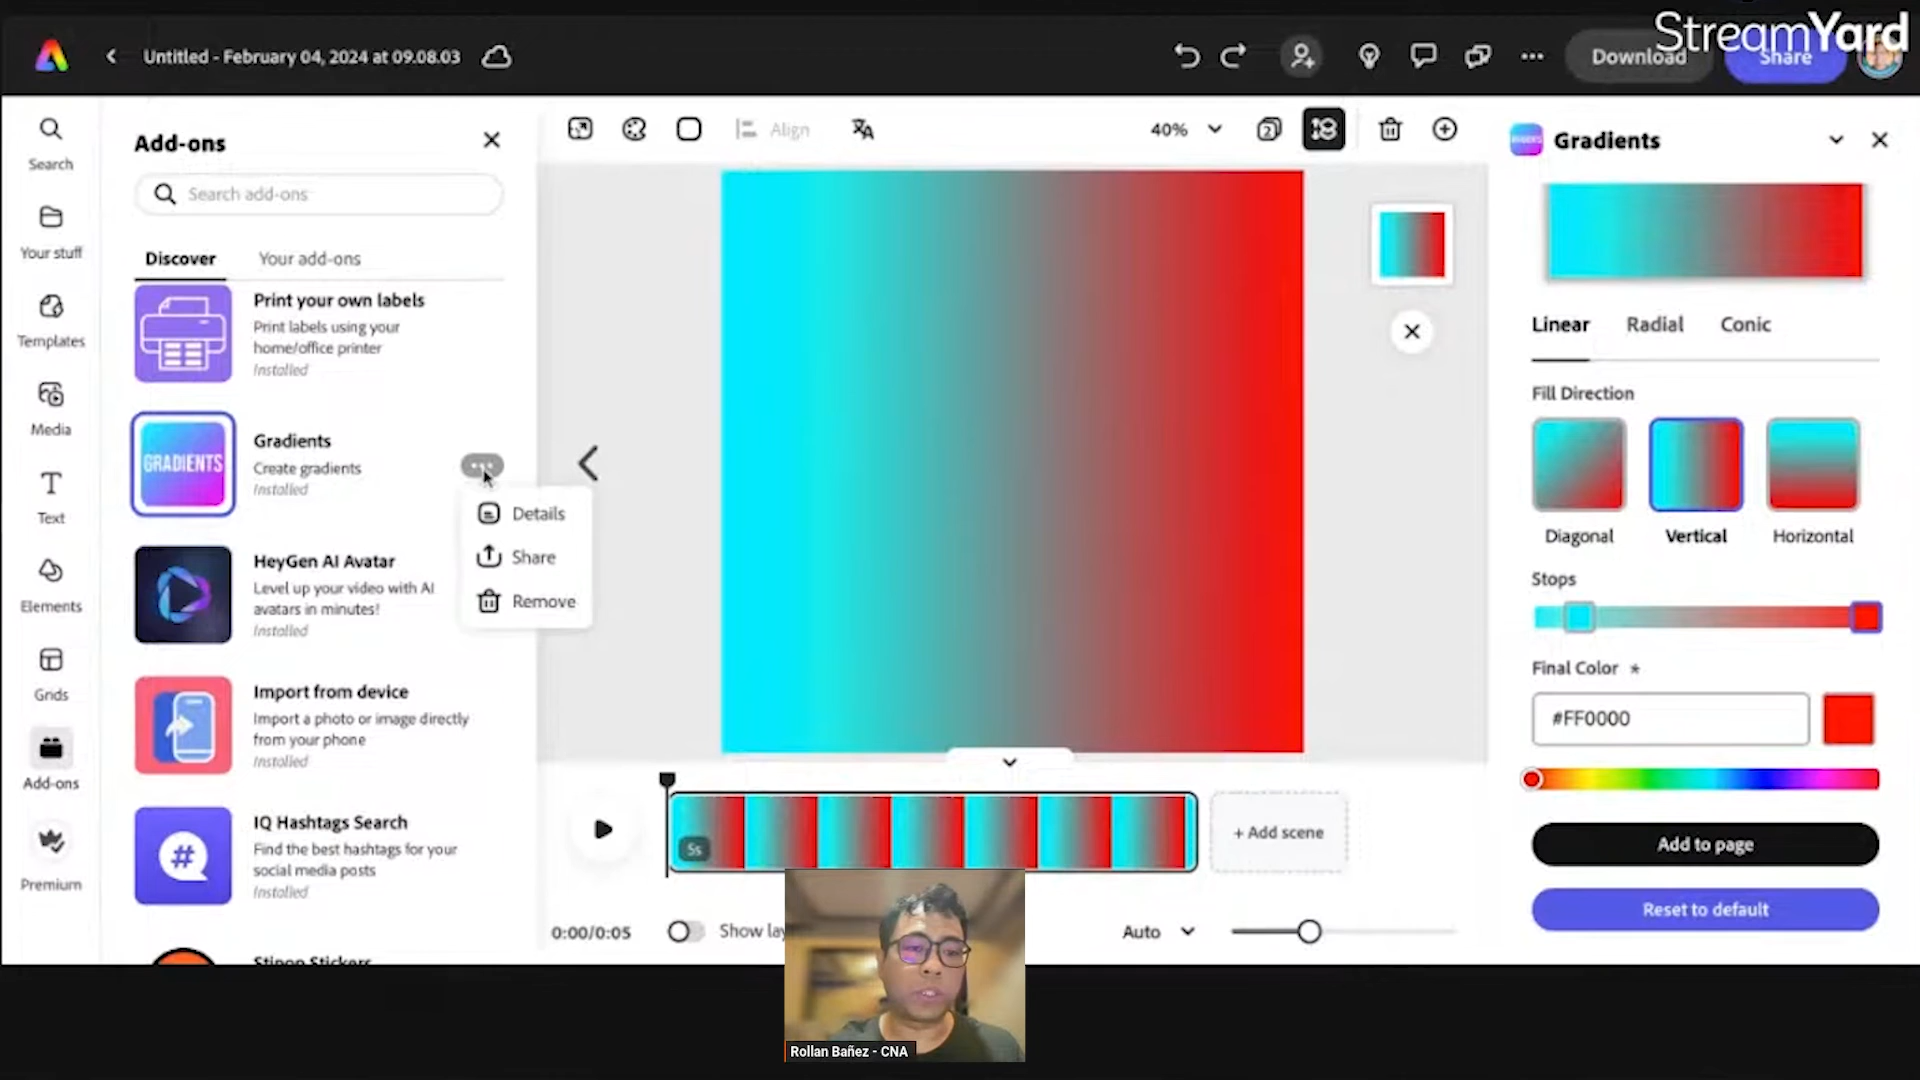 StreamYard
Untitled - February 04, 2024 at 09.08.03
Download
Share
Search
Your stuff
Templates
Media
Text
Elements
Grids
Add-ons
Premium
Add-ons
Search add-ons
Discover
Your add-ons
Print your own labels
Print labels using your
home/office printer
Installed
GRADIENTS
Gradients
Create gradients
Installed
Details
Share
Remove
HeyGen AI Avatar
Level up your video with AI
avatars in minutes!
Installed
Import from device
Import a photo or image directly
from your phone
Installed
#
IQ Hashtags Search
Find the best hashtags for your
social media posts
Installed
Stipop Stickers
Align
40%
2
5s
+ Add scene
0:00/0:05
Show lay
Auto
Rollan Bañez - CNA
Gradients
Linear
Radial
Conic
Fill Direction
Diagonal
Vertical
Horizontal
Stops
Final Color *
#FF0000
Add to page
Reset to default